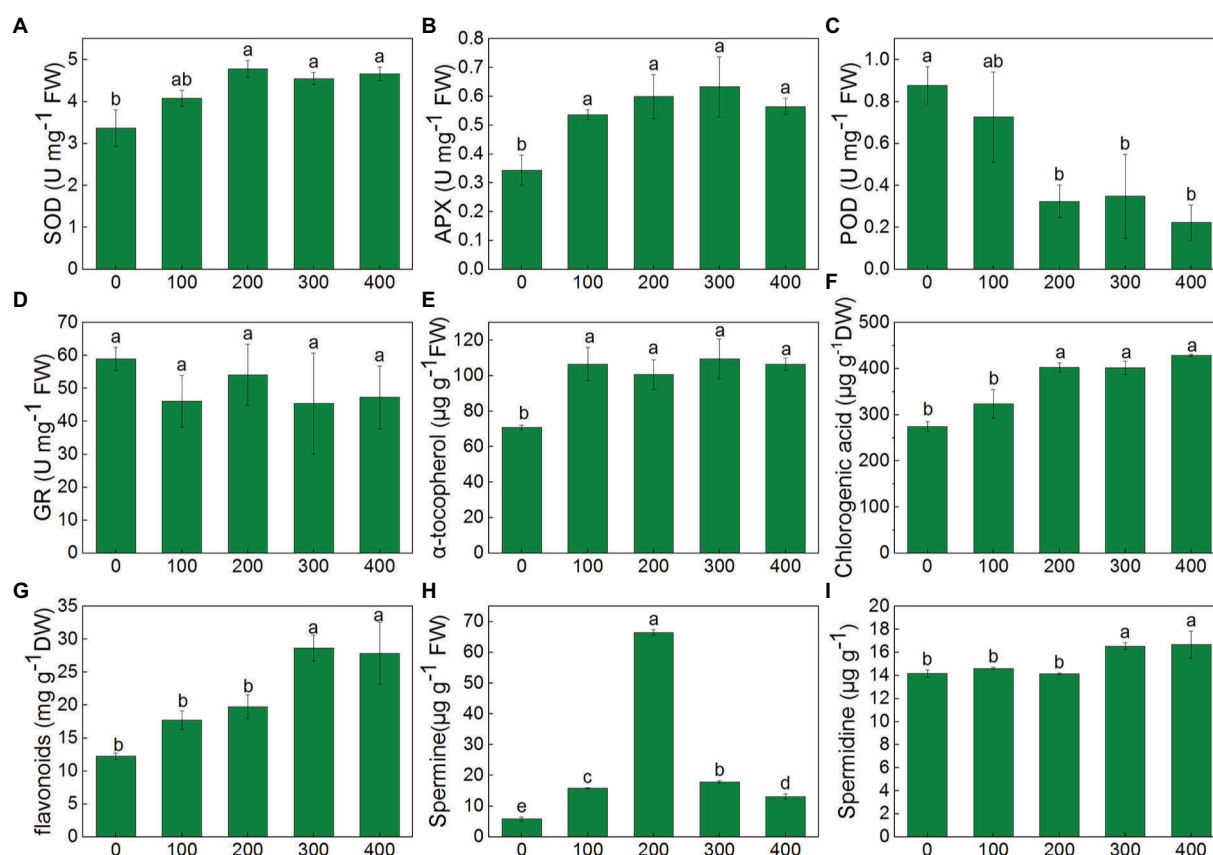 A
SOD (U mg⁻¹ FW)
5
4
3
2
1
0
b
ab
a
a
a
0 100 200 300 400
B
APX (U mg⁻¹ FW)
0.8
0.7
0.6
0.5
0.4
0.3
0.2
0.1
0.0
b
a
a
a
a
0 100 200 300 400
C
POD (U mg⁻¹ FW)
1.0
0.8
0.6
0.4
0.2
0.0
a
ab
b
b
b
0 100 200 300 400
D
GR (U mg⁻¹ FW)
70
60
50
40
30
20
10
0
a
a
a
a
a
0 100 200 300 400
E
α-tocopherol (µg g⁻¹FW)
120
100
80
60
40
20
0
b
a
a
a
a
0 100 200 300 400
F
Chlorogenic acid (µg g⁻¹DW)
500
400
300
200
100
0
b
b
a
a
a
0 100 200 300 400
G
flavonoids (mg g⁻¹DW)
35
30
25
20
15
10
5
0
b
b
b
a
a
0 100 200 300 400
H
Spermine(µg g⁻¹ FW)
70
60
50
40
30
20
10
0
e
c
a
b
d
0 100 200 300 400
I
Spermidine (µg g⁻¹)
20
18
16
14
12
10
8
6
4
2
0
b
b
b
a
a
0 100 200 300 400